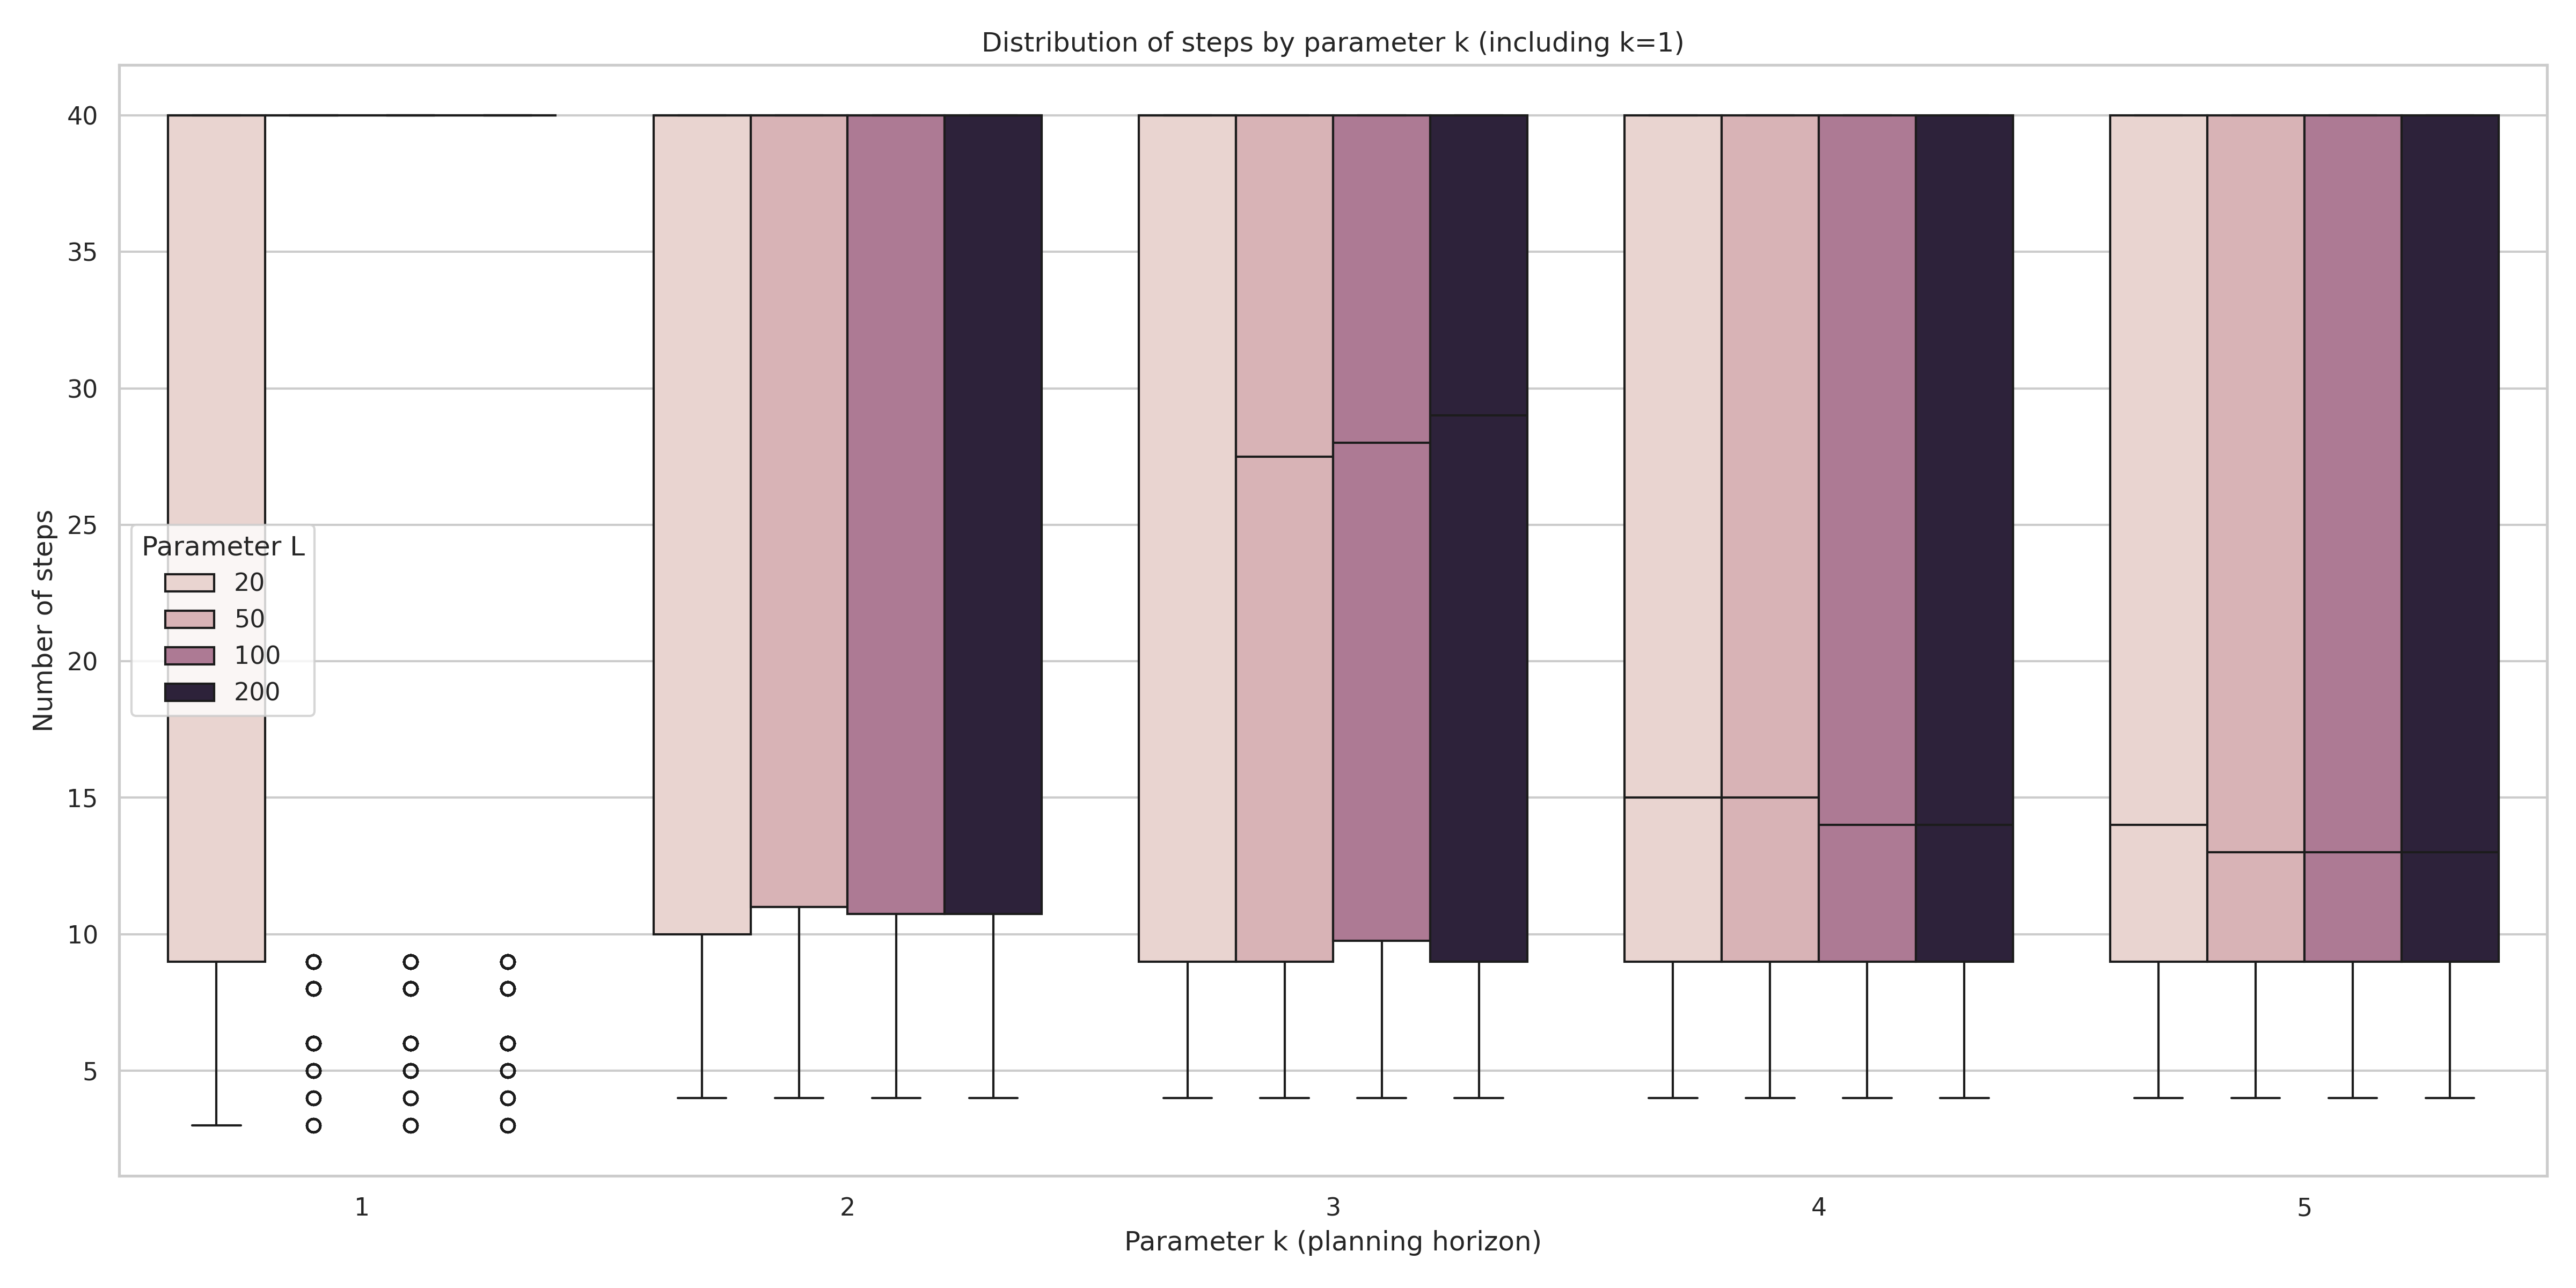 Distribution of steps by parameter k (including k=1)
Number of steps
40
35
30
25
20
15
10
5
Parameter L
20
50
100
200
1 2 3 4 5
Parameter k (planning horizon)